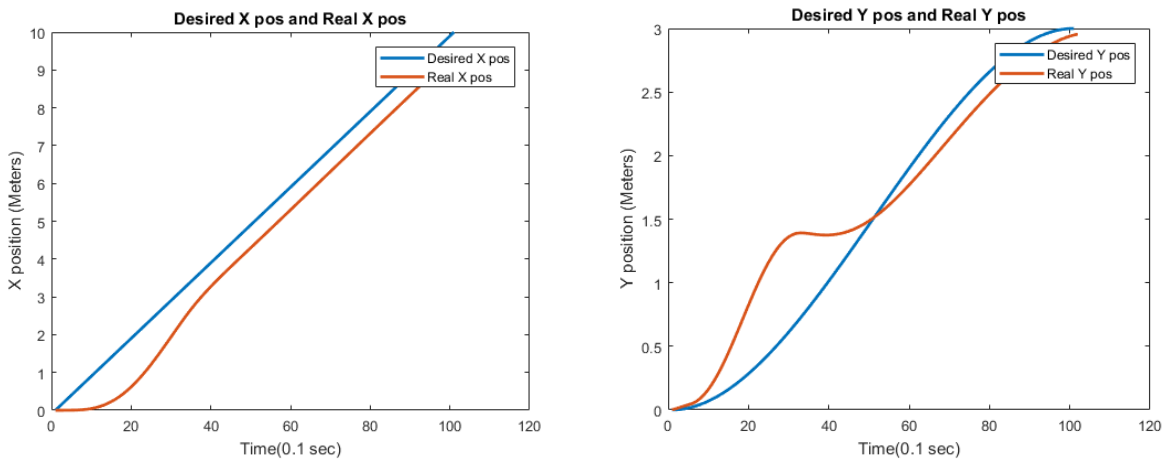 Desired X pos and Real X pos
10
9
8
7
6
5
4
3
2
1
0
X position (Meters)
Desired X pos
Real X pos
0 20 40 60 80 100 120
Time(0.1 sec)
Desired Y pos and Real Y pos
3
2.5
2
1.5
1
0.5
0
Y position (Meters)
Desired Y pos
Real Y pos
0 20 40 60 80 100 120
Time(0.1 sec)